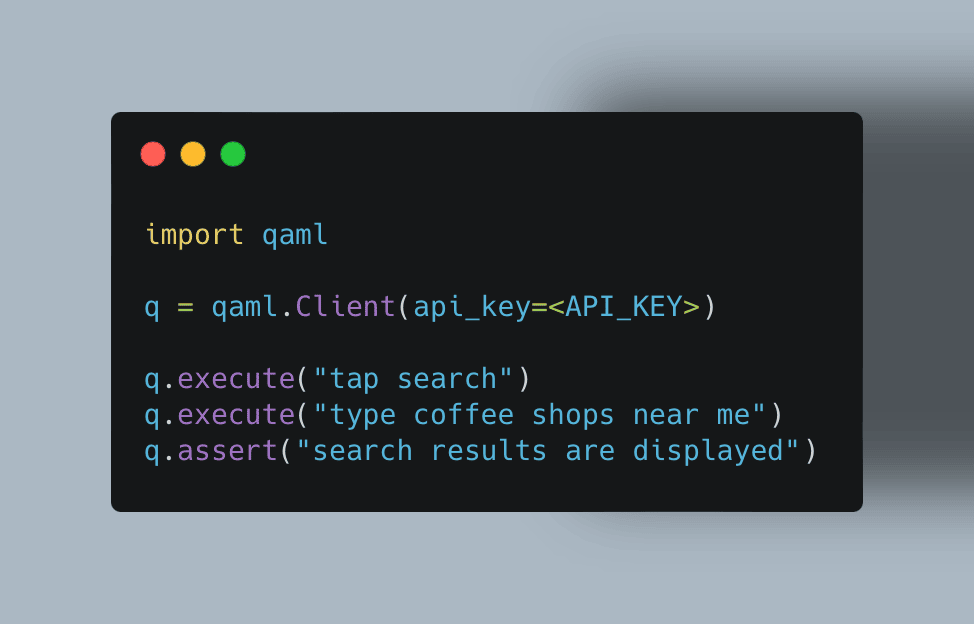 import qaml
q = qaml.Client(api_key=<API_KEY>)
q.execute("tap search")
q.execute("type coffee shops near me")
q.assert("search results are displayed")